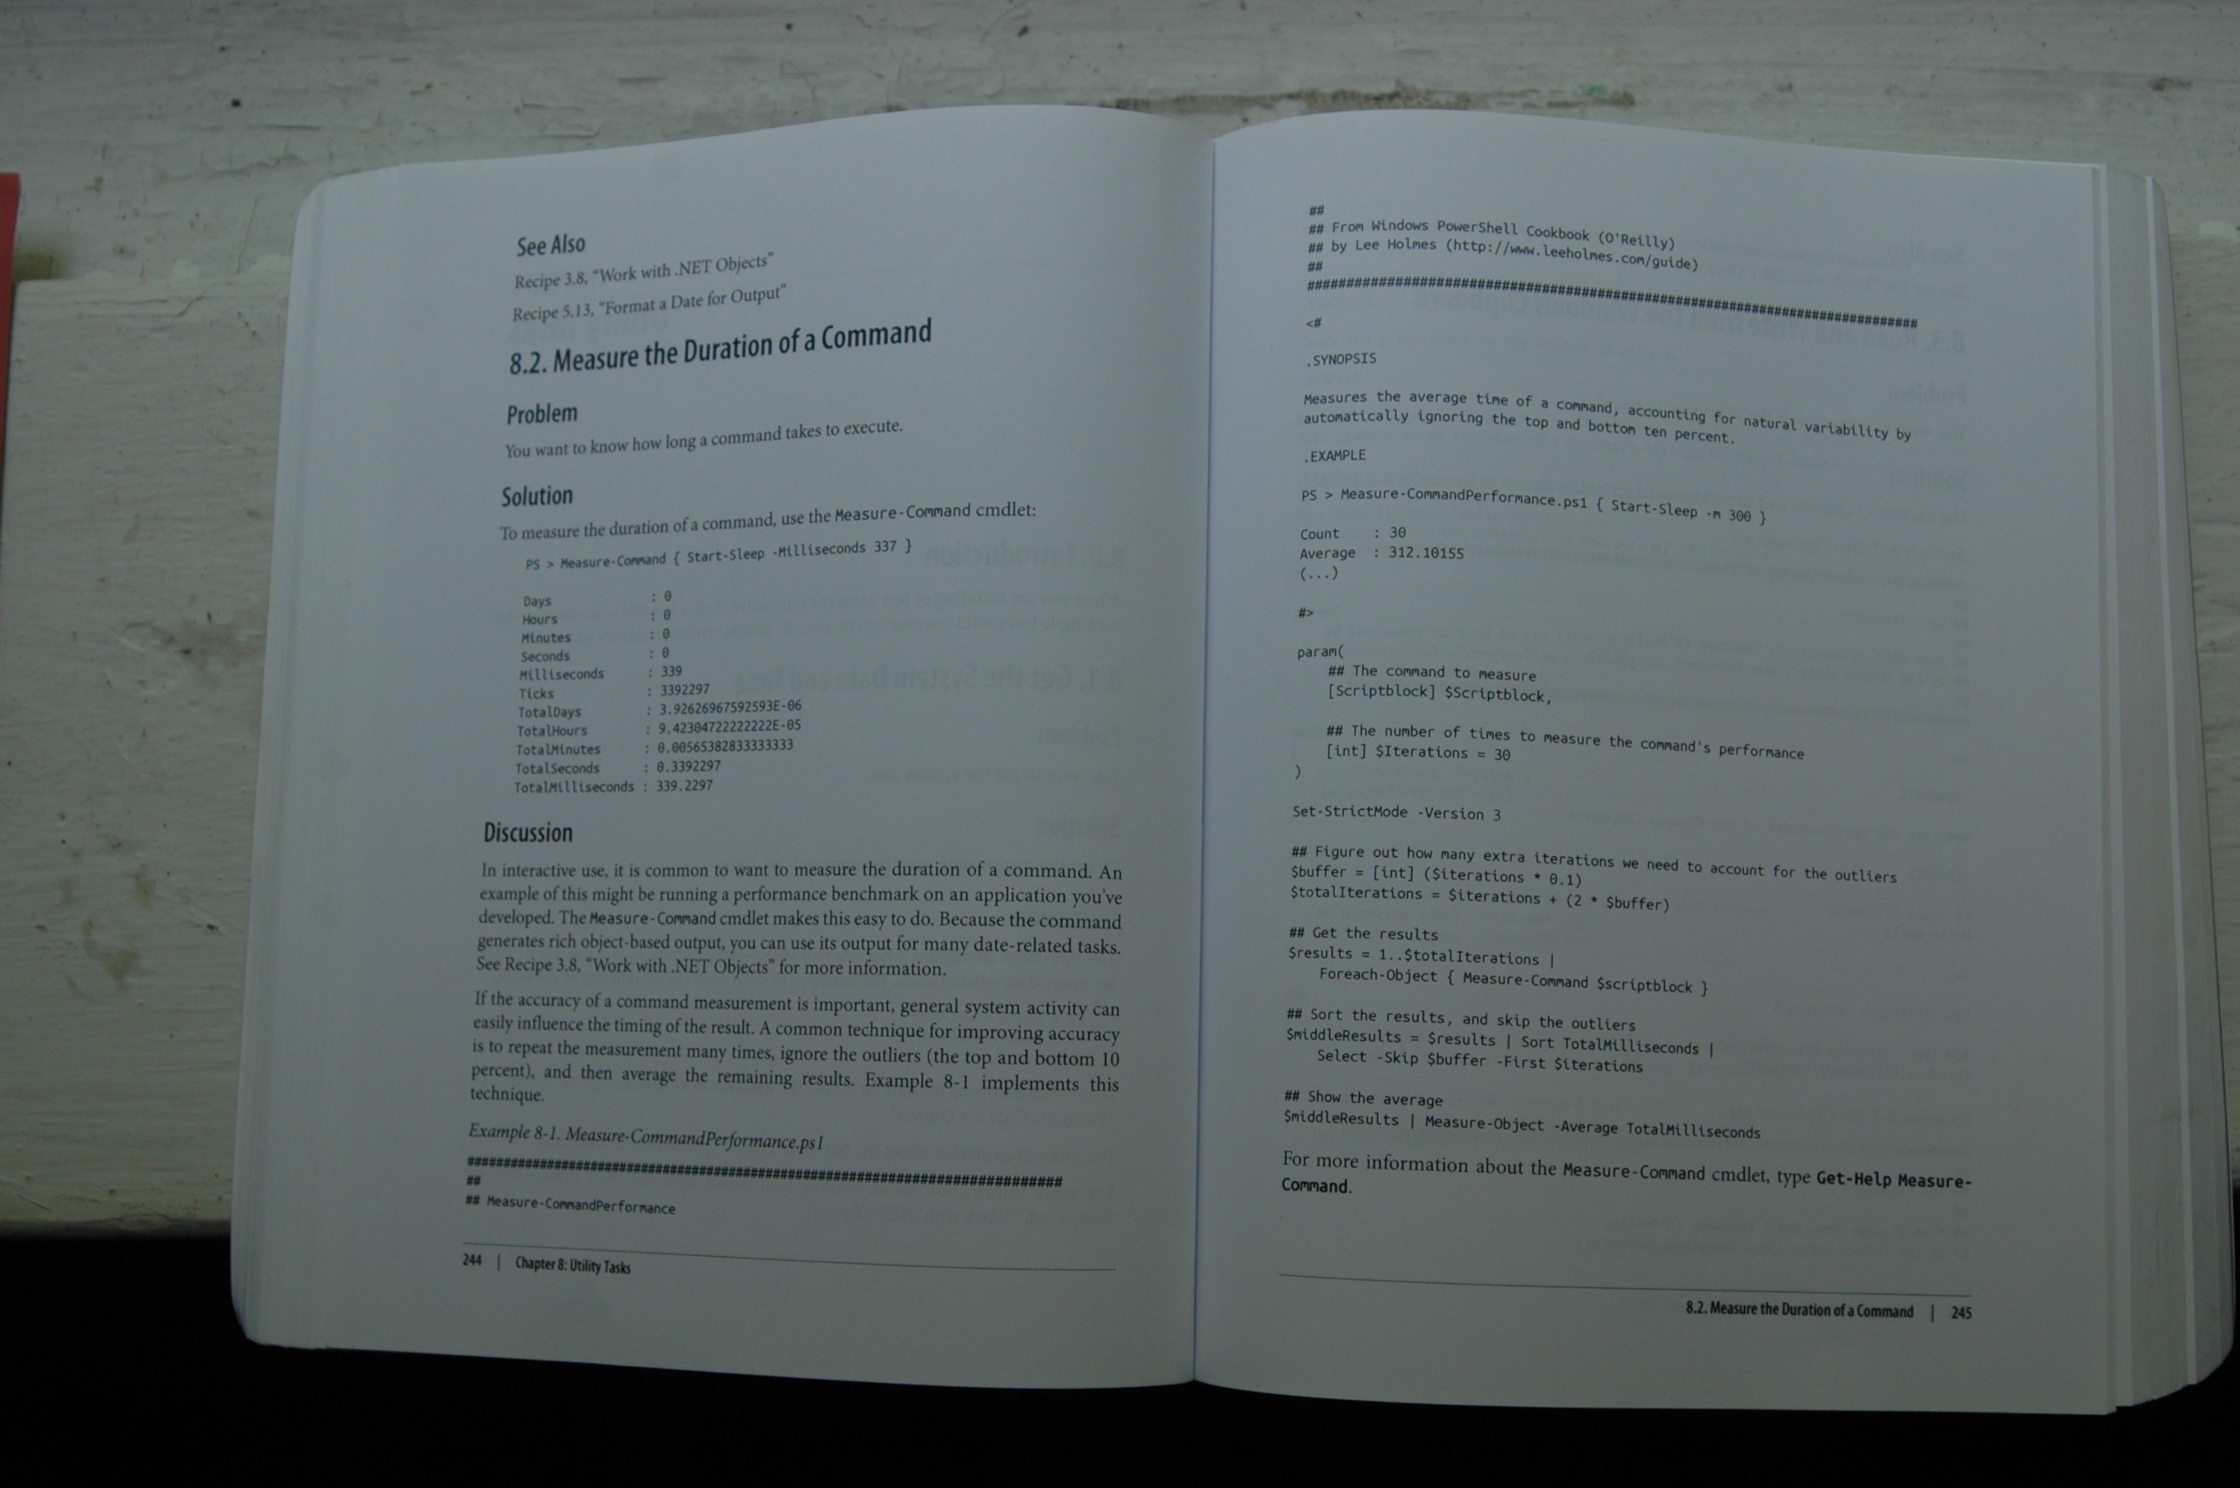 See Also
Recipe 3.8, “Work with .NET Objects”
Recipe 5.13, “Format a Date for Output”
8.2. Measure the Duration of a Command
Problem
You want to know how long a command takes to execute.
Solution
To measure the duration of a command, use the Measure-Command cmdlet:
PS > Measure-Command { Start-Sleep -Milliseconds 337 }
Days : 0
Hours : 0
Minutes : 0
Seconds : 0
Milliseconds : 339
Ticks : 3392297
TotalDays : 3.92626967592593E-06
TotalHours : 9.42304722222222E-05
TotalMinutes : 0.00565382833333333
TotalSeconds : 0.3392297
TotalMilliseconds : 339.2297
Discussion
In interactive use, it is common to want to measure the duration of a command. An
example of this might be running a performance benchmark on an application you’ve
developed. The Measure-Command cmdlet makes this easy to do. Because the command
generates rich object-based output, you can use its output for many date-related tasks.
See Recipe 3.8, “Work with .NET Objects” for more information.
If the accuracy of a command measurement is important, general system activity can
easily influence the timing of the result. A common technique for improving accuracy
is to repeat the measurement many times, ignore the outliers (the top and bottom 10
percent), and then average the remaining results. Example 8-1 implements this
technique.
Example 8-1. Measure-CommandPerformance.ps1
##############################################################################
##
## Measure-CommandPerformance
244 | Chapter 8: Utility Tasks
##
## From Windows PowerShell Cookbook (O'Reilly)
## by Lee Holmes (http://www.leeholmes.com/guide)
##
##############################################################################
<#
.SYNOPSIS
Measures the average time of a command, accounting for natural variability by
automatically ignoring the top and bottom ten percent.
.EXAMPLE
PS > Measure-CommandPerformance.ps1 { Start-Sleep -m 300 }
Count : 30
Average : 312.10155
(...)
#>
param(
## The command to measure
[Scriptblock] $Scriptblock,
## The number of times to measure the command's performance
[int] $Iterations = 30
)
Set-StrictMode -Version 3
## Figure out how many extra iterations we need to account for the outliers
$buffer = [int] ($iterations * 0.1)
$totalIterations = $iterations + (2 * $buffer)
## Get the results
$results = 1..$totalIterations |
Foreach-Object { Measure-Command $scriptblock }
## Sort the results, and skip the outliers
$middleResults = $results | Sort TotalMilliseconds |
Select -Skip $buffer -First $iterations
## Show the average
$middleResults | Measure-Object -Average TotalMilliseconds
For more information about the Measure-Command cmdlet, type Get-Help Measure-
Command.
8.2. Measure the Duration of a Command | 245